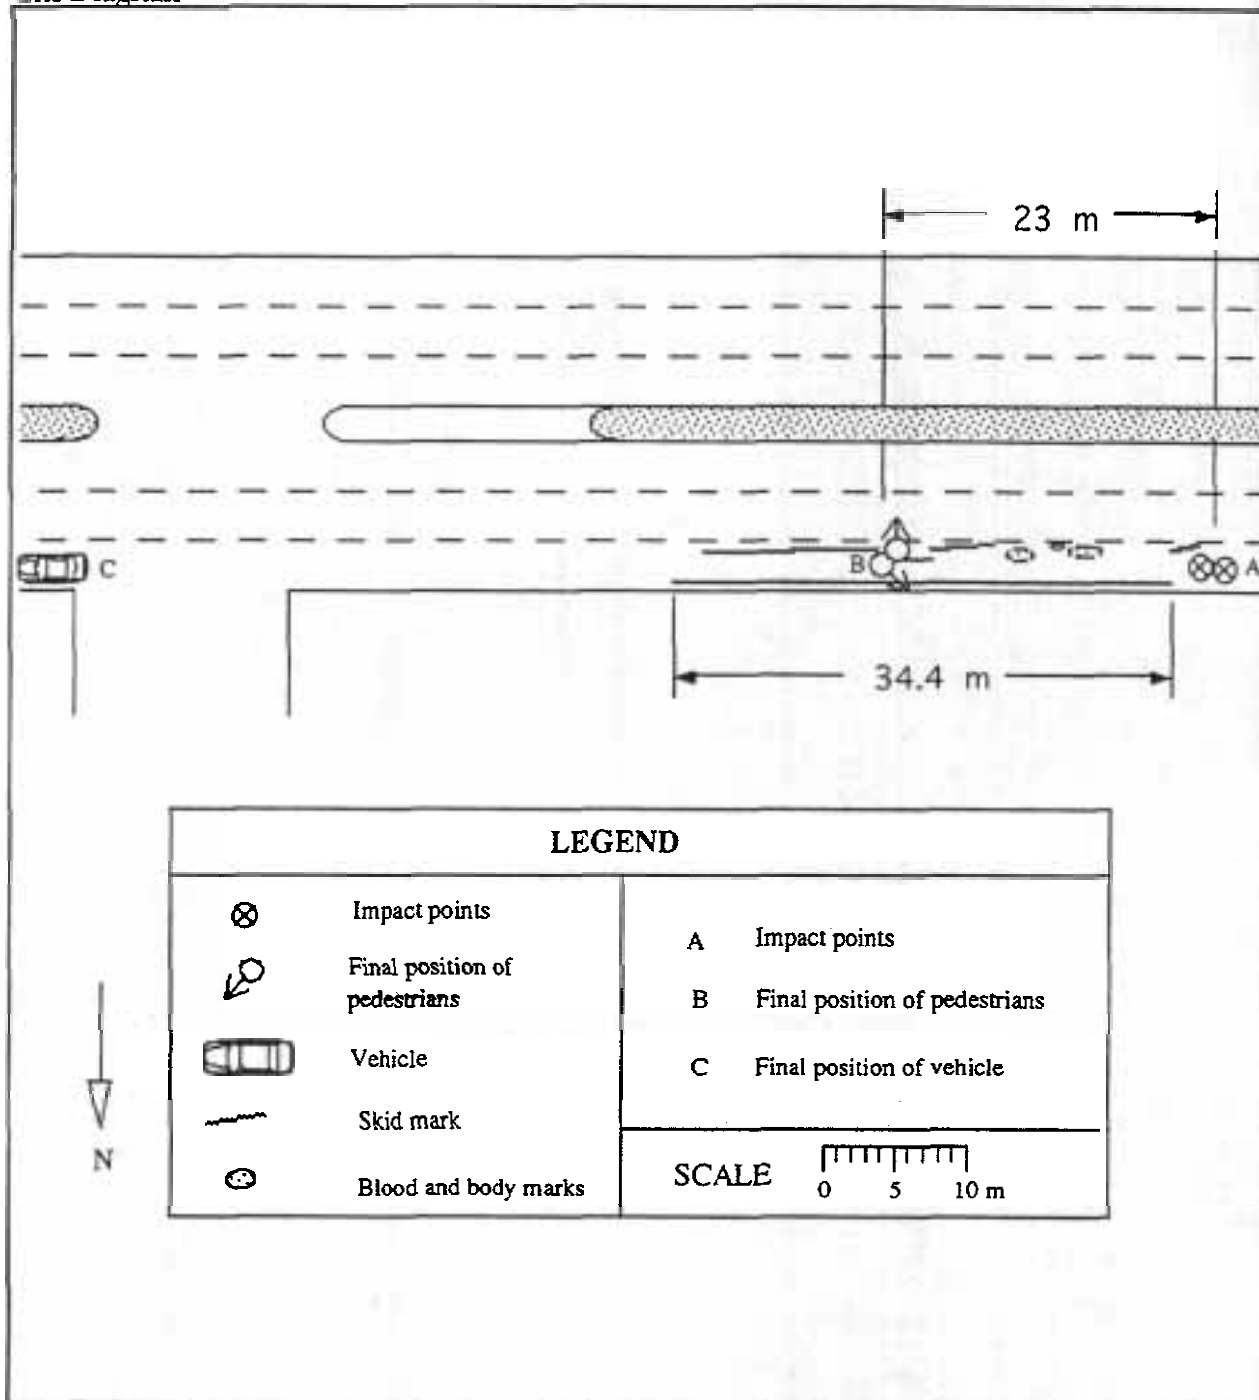 23 m
C
B
A
34.4 m
LEGEND
Impact points
Final position of
pedestrians
Vehicle
Skid mark
Blood and body marks
A Impact points
B Final position of pedestrians
C Final position of vehicle
SCALE
0 5 10 m
N